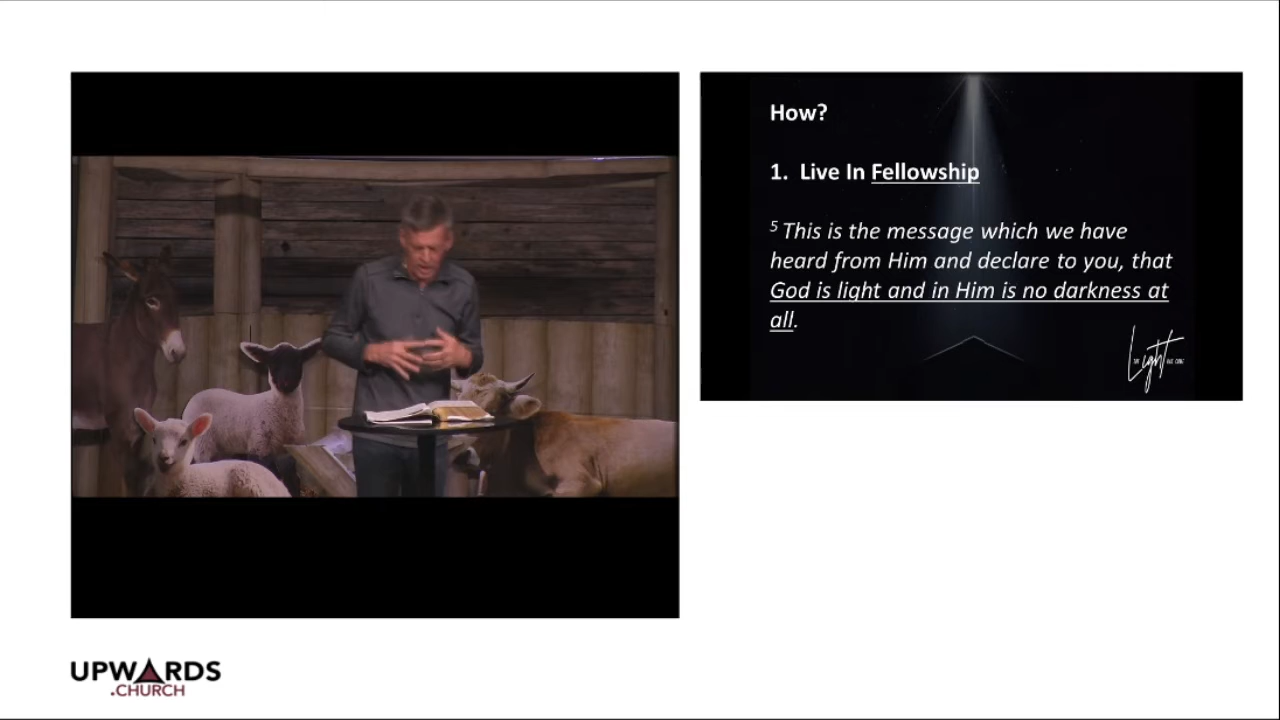 How?
1. Live In Fellowship
5 This is the message which we have
heard from Him and declare to you, that
God is light and in Him is no darkness at
all.
Light
UPWARDS
.CHURCH